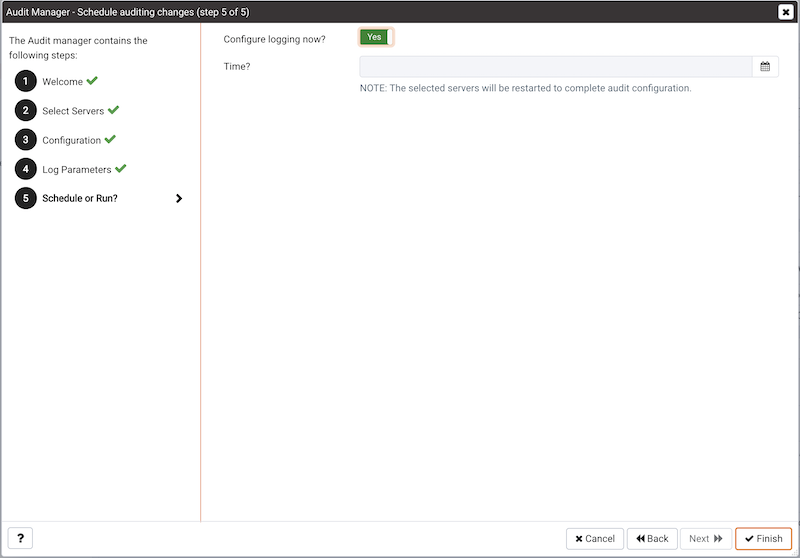 Audit Manager - Schedule auditing changes (step 5 of 5)
The Audit manager contains the
following steps:
1 Welcome
2 Select Servers
3 Configuration
4 Log Parameters
5 Schedule or Run?
Configure logging now? Yes
Time?
NOTE: The selected servers will be restarted to complete audit configuration.
? Cancel Back Next Finish